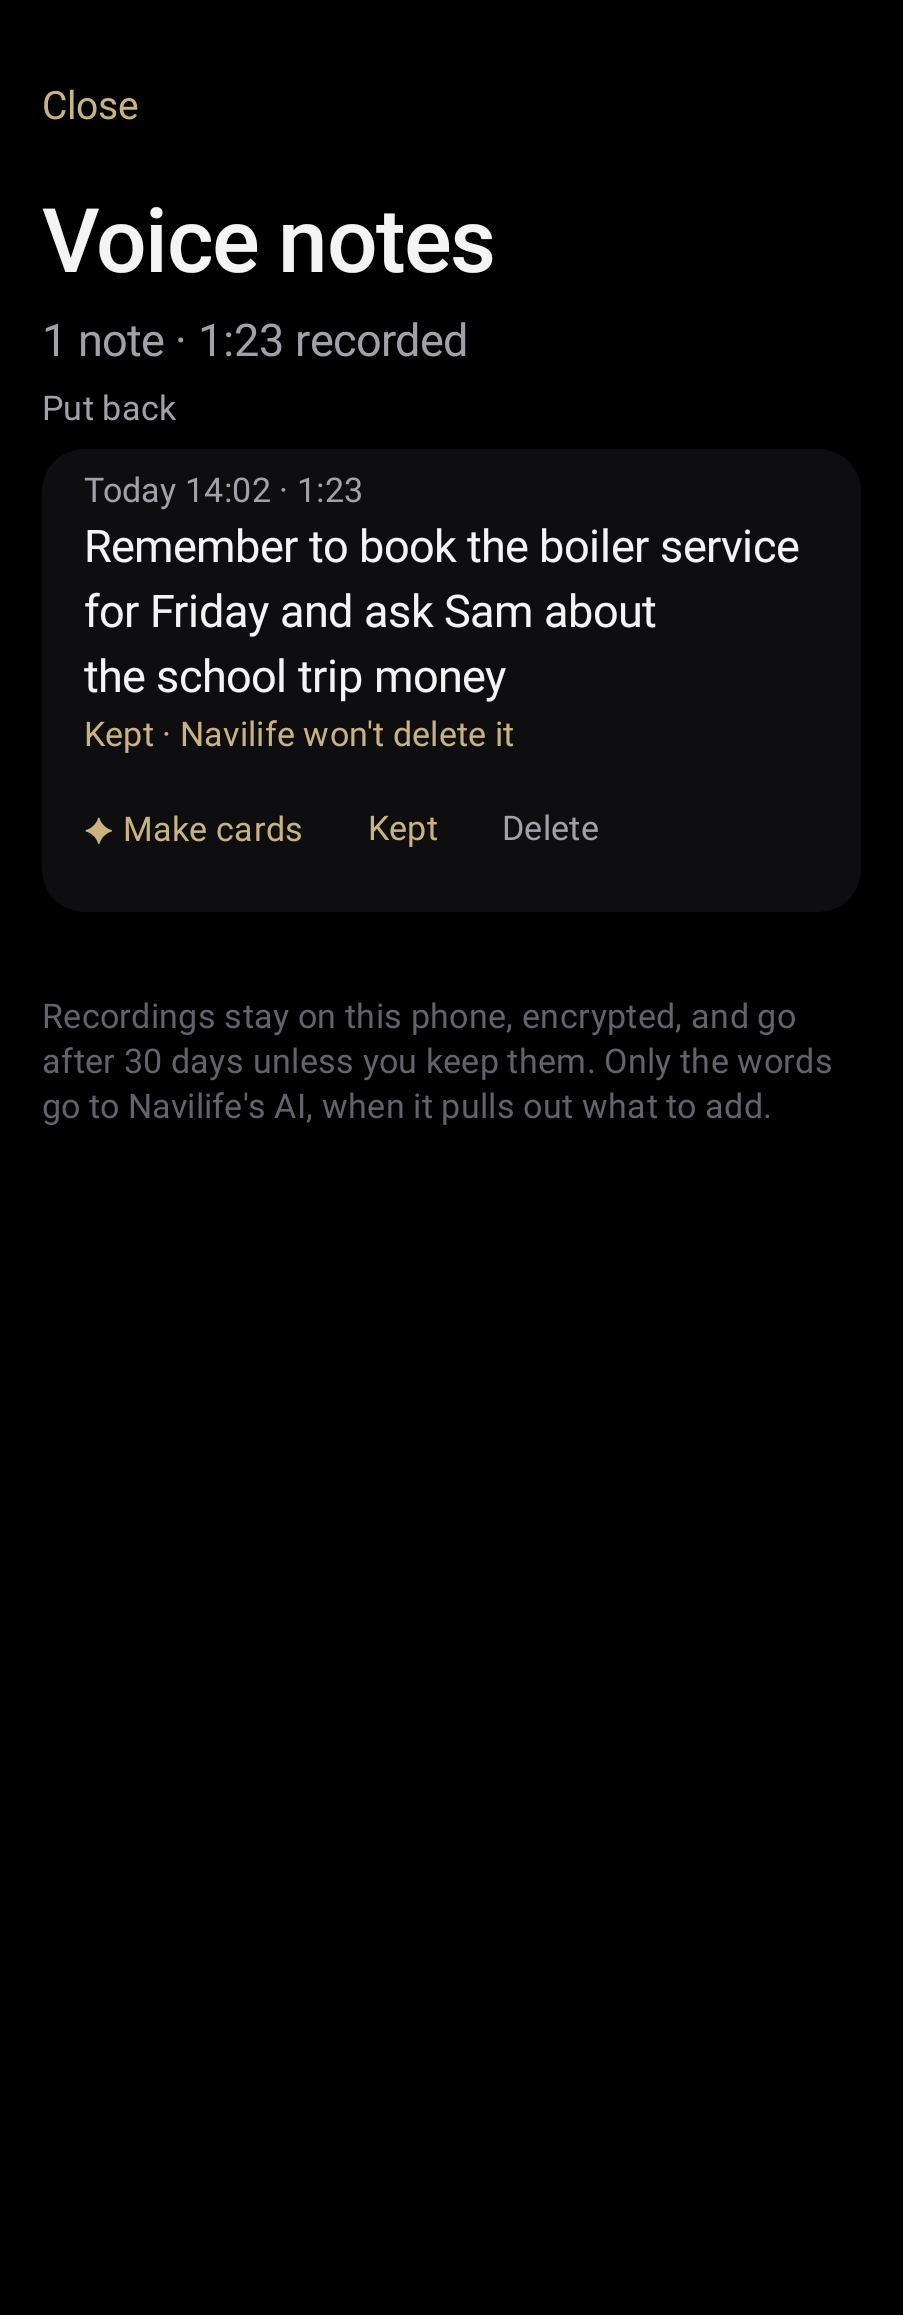 Close
Voice notes
1 note · 1:23 recorded
Put back
Today 14:02 · 1:23
Remember to book the boiler service
for Friday and ask Sam about
the school trip money
Kept · Navilife won't delete it
Make cards Kept Delete
Recordings stay on this phone, encrypted, and go
after 30 days unless you keep them. Only the words
go to Navilife's AI, when it pulls out what to add.